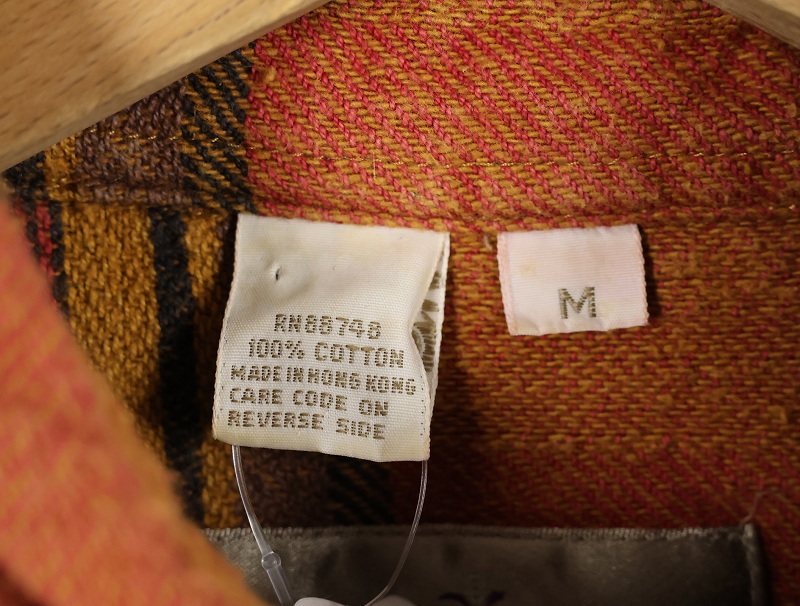 RN88748
100% COTTON
MADE IN HONG KONG
CARE CODE ON
REVERSE SIDE
M